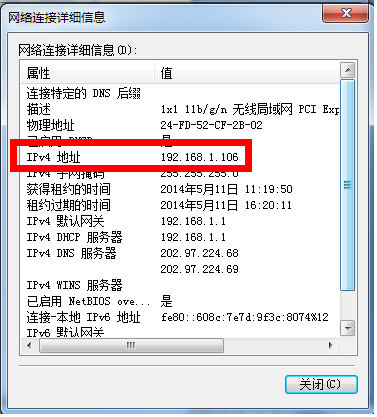 网络连接详细信息
网络连接详细信息(D):
属性 值
连接特定的 DNS 后缀
描述 1x1 11b/g/n 无线局域网 PCI Exp
物理地址 24-FD-52-CF-2B-02
已启用 DHCP 是
IPv4 地址 192.168.1.106
IPv4 子网掩码 255.255.255.0
获得租约的时间 2014年5月11日 11:19:50
租约过期的时间 2014年5月11日 16:20:11
IPv4 默认网关 192.168.1.1
IPv4 DHCP 服务器 192.168.1.1
IPv4 DNS 服务器 202.97.224.68
202.97.224.69
IPv4 WINS 服务器
已启用 NetBIOS ove... 是
连接-本地 IPv6 地址 fe80::608c:7e7d:9f3c:8074%12
IPv6 默认网关
关闭(C)